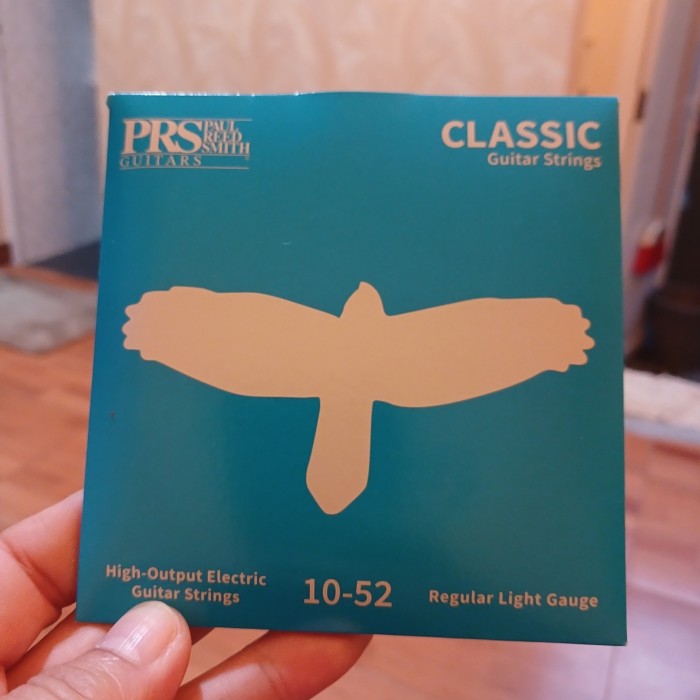 PRS PAUL
REED
SMITH
GUITARS
CLASSIC
Guitar Strings
High-Output Electric
Guitar Strings
10-52
Regular Light Gauge